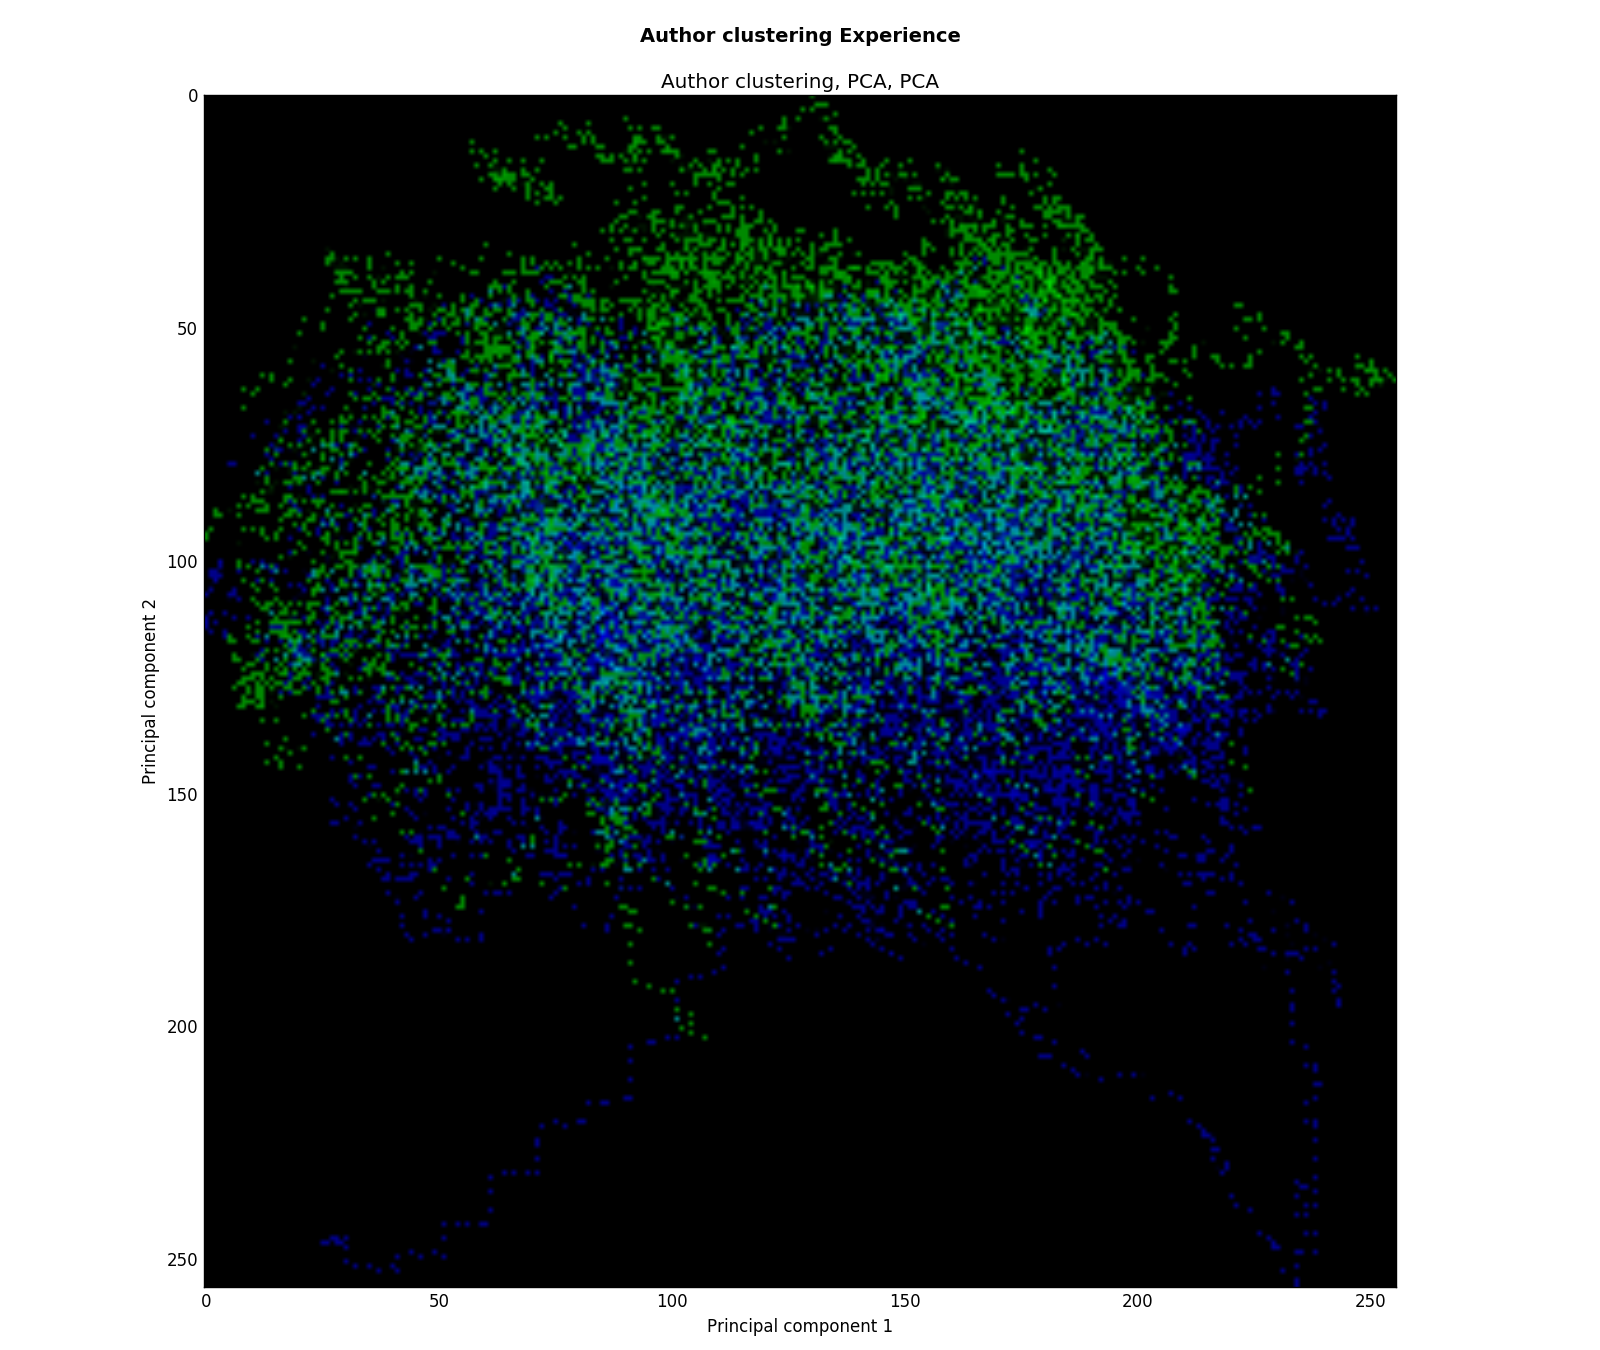 Author clustering Experience
Author clustering, PCA, PCA
0
50
100
150
200
250
Principal component 2
0 50 100 150 200 250
Principal component 1